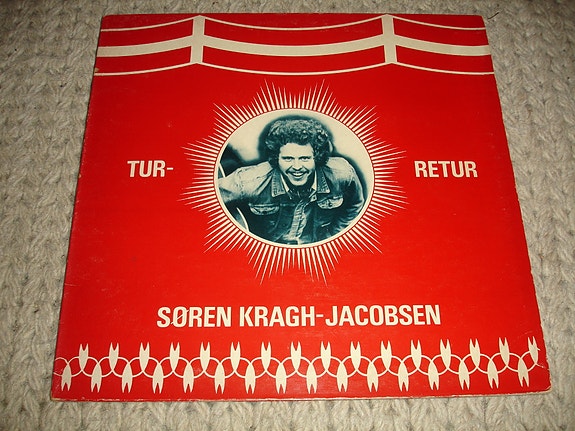 TUR-
RETUR
SØREN KRAGH-JACOBSEN